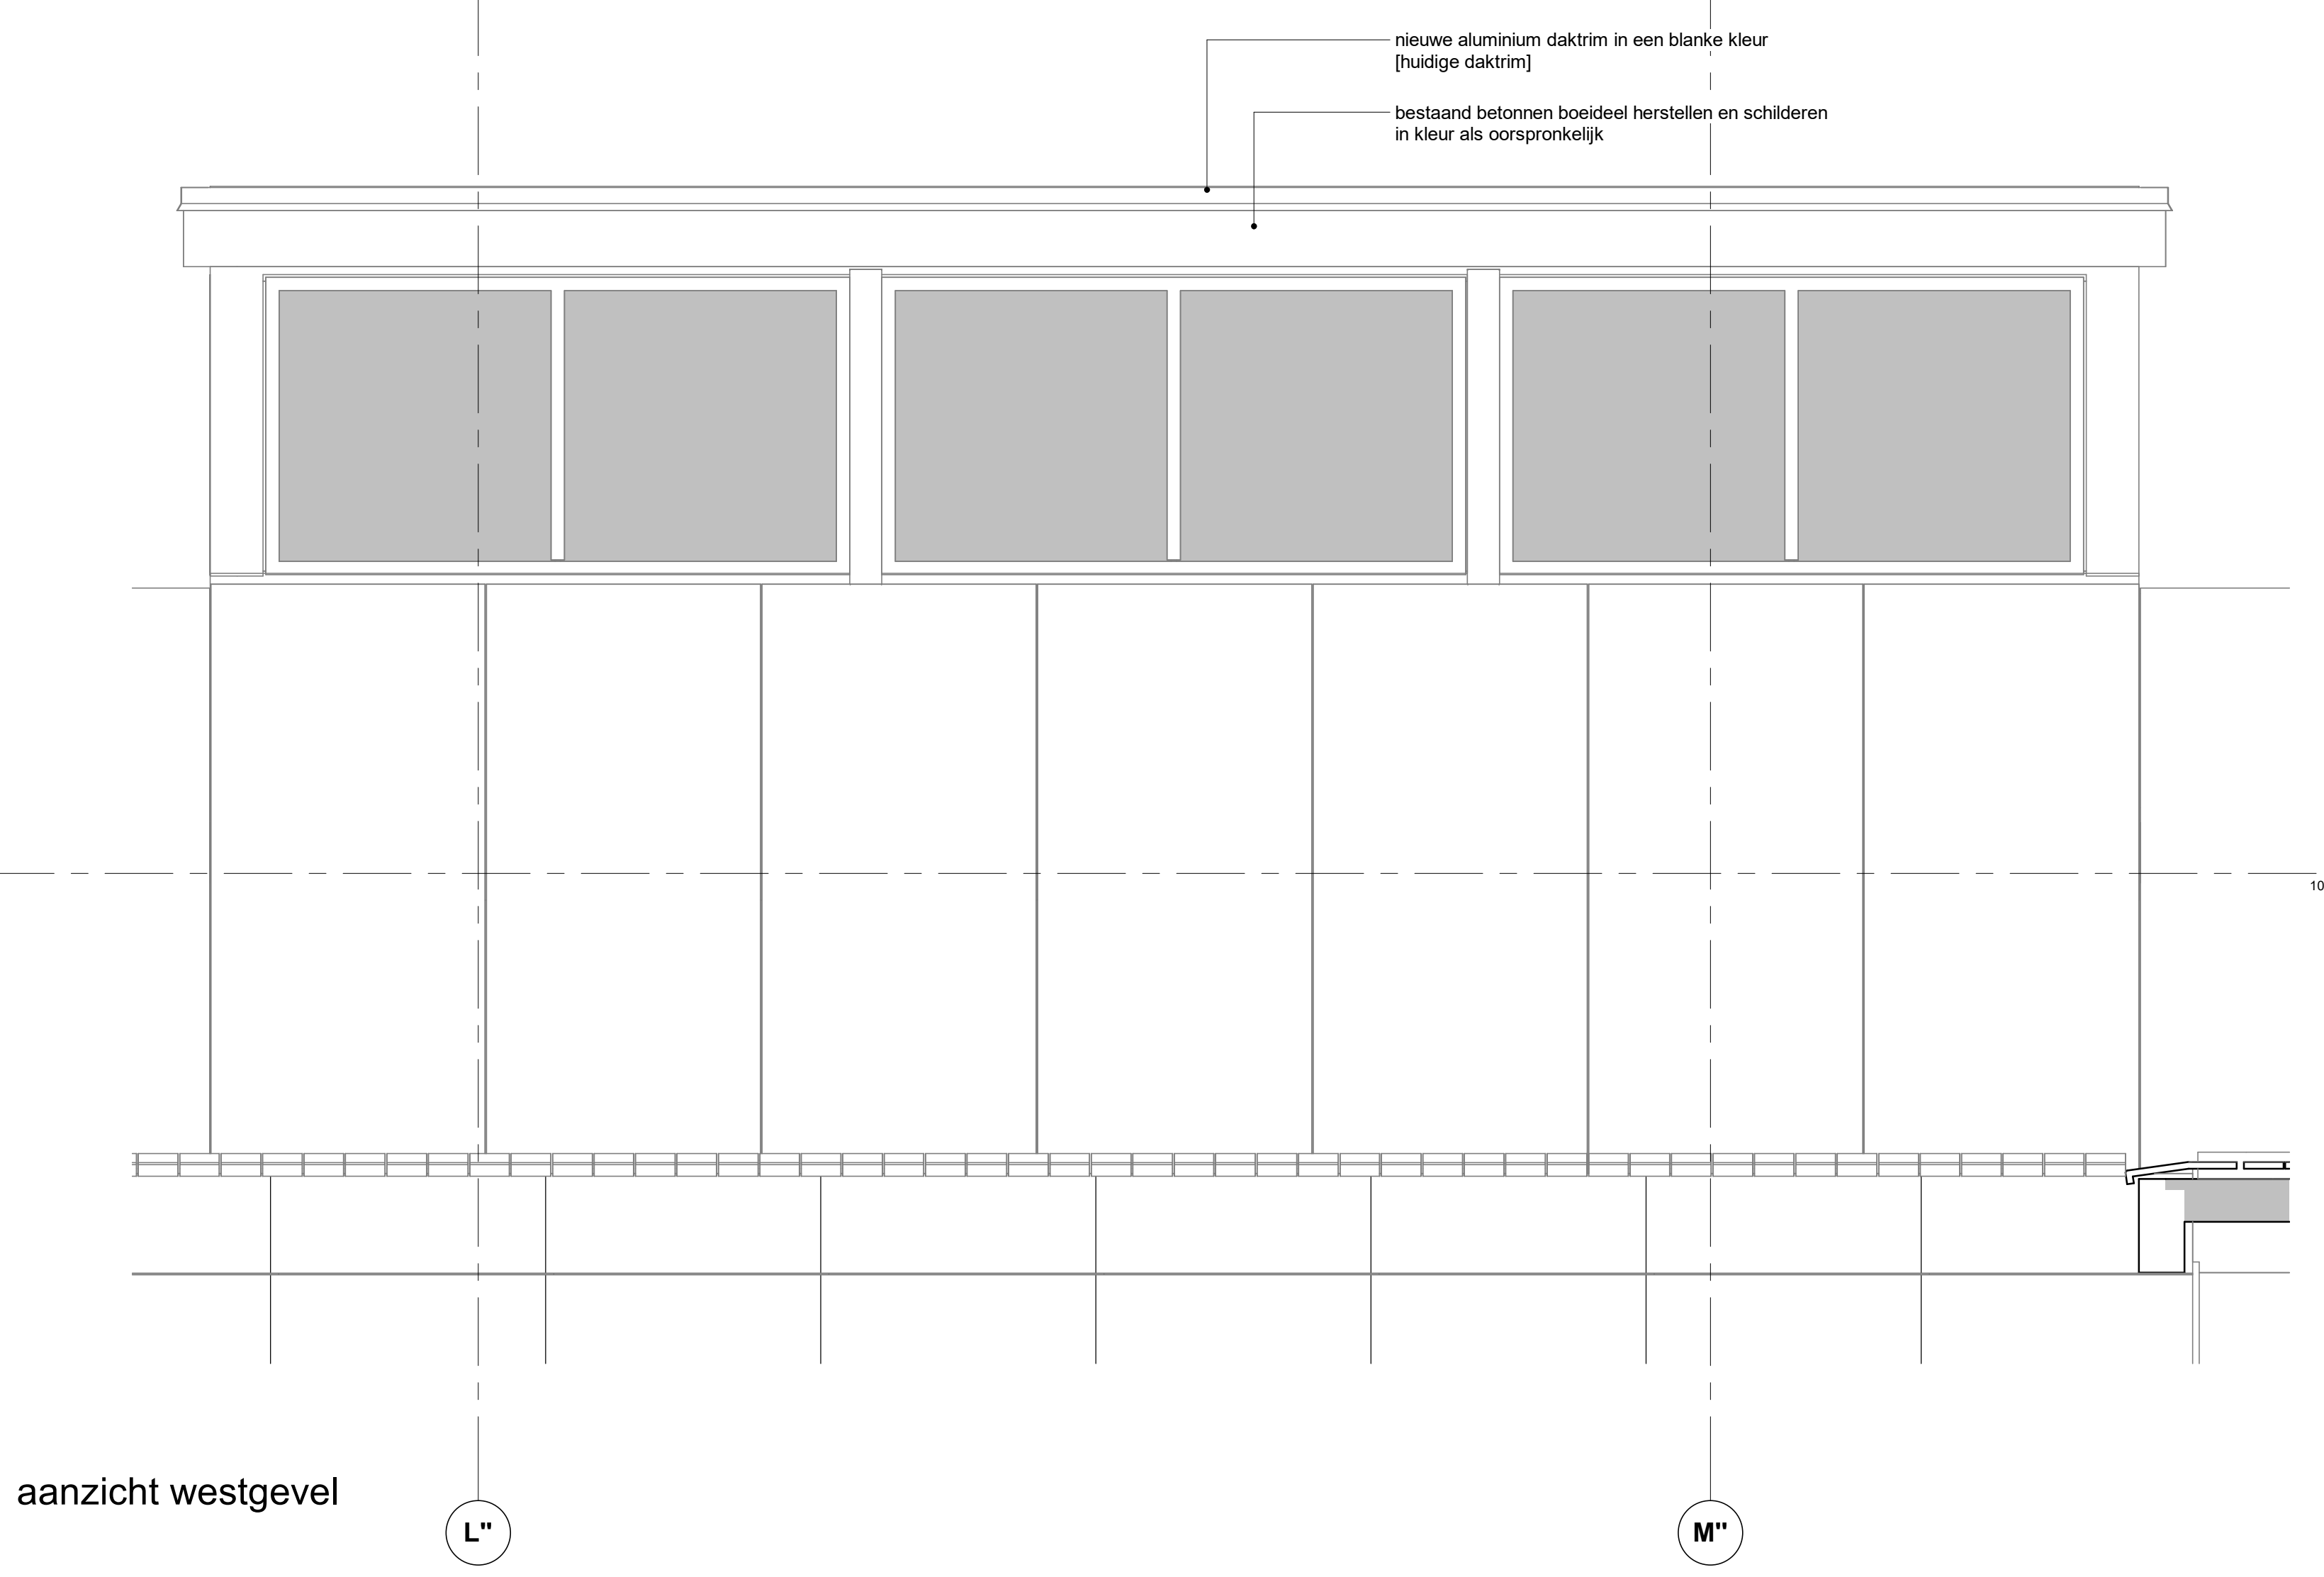 nieuwe aluminium daktrim in een blanke kleur
[huidige daktrim]
bestaand betonnen boeideel herstellen en schilderen
in kleur als oorspronkelijk
10
aanzicht westgevel
L"
M"